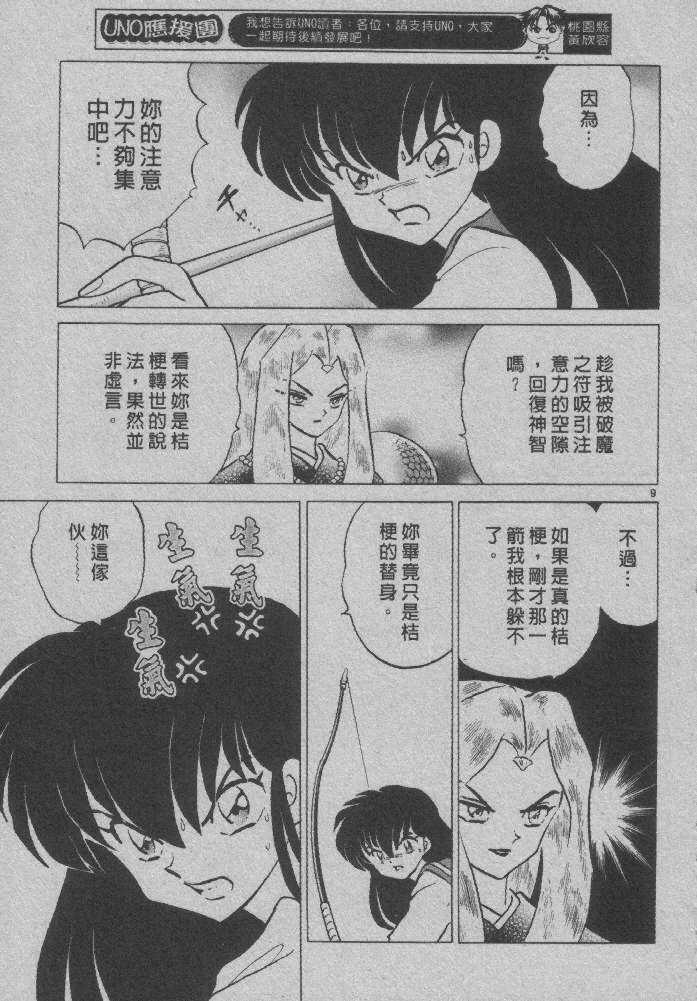 UNO應援團
我想告訴UNO讀者：各位，請支持UNO，大家
一起期待後續發展吧！
桃園縣
黃欣容
因為…
妳的注意
力不夠集
中吧…
チャ…
趁我被破魔
之符吸引注
意力的空隙
，回復神智
嗎？
看來妳是桔
梗轉世的說
法，果然並
非虛言。
9
不過…
如果是真的桔
梗，剛才那一
箭我根本躲不
了。
妳畢竟只是桔
梗的替身。
生氣
生氣
生氣
妳這傢
伙～～～